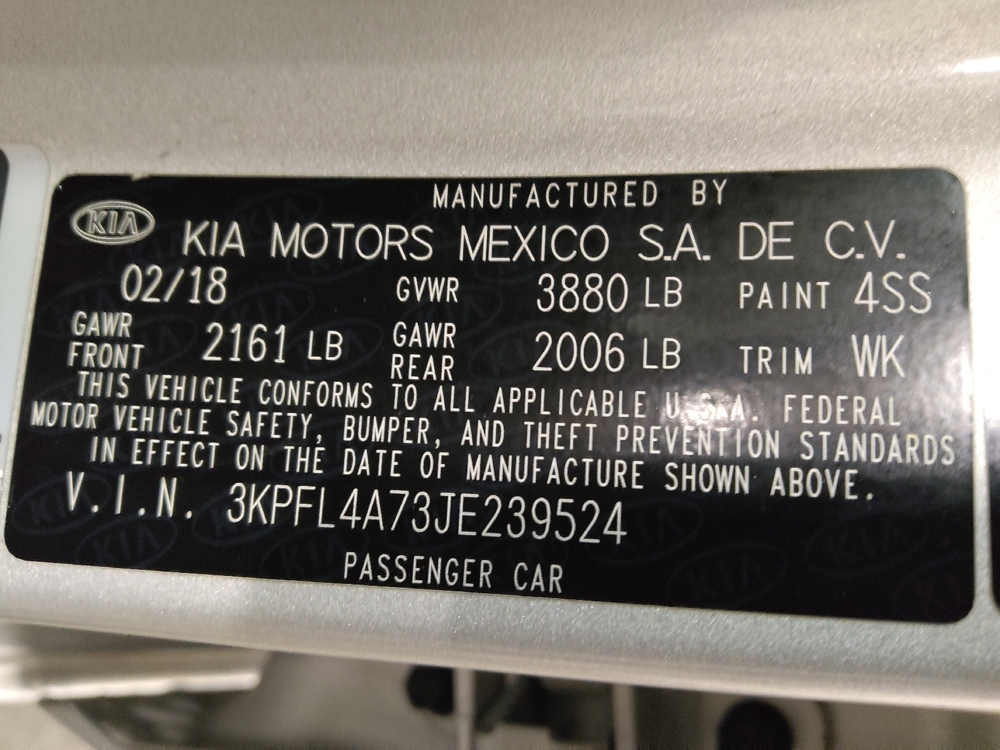 MANUFACTURED BY
KIA
KIA MOTORS MEXICO S.A. DE C.V.
02/18 GVWR 3880 LB PAINT 4SS
GAWR FRONT 2161 LB GAWR REAR 2006 LB TRIM WK
THIS VEHICLE CONFORMS TO ALL APPLICABLE U.S.A. FEDERAL
MOTOR VEHICLE SAFETY, BUMPER, AND THEFT PREVENTION STANDARDS
IN EFFECT ON THE DATE OF MANUFACTURE SHOWN ABOVE.
V.I.N. 3KPFL4A73JE239524
PASSENGER CAR